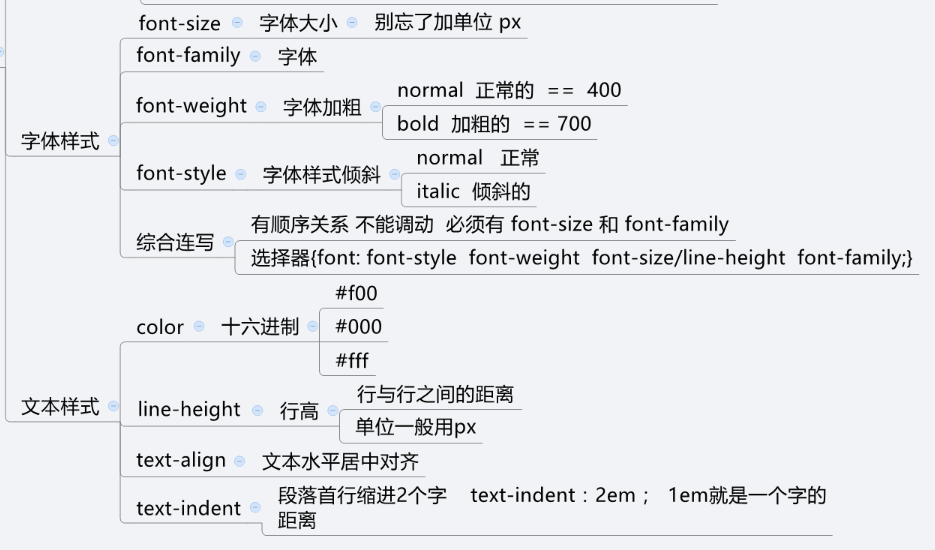 font-size 字体大小 别忘了加单位 px
font-family 字体
font-weight 字体加粗
normal 正常的 == 400
bold 加粗的 == 700
字体样式
font-style 字体样式倾斜
normal 正常
italic 倾斜的
综合连写
有顺序关系 不能调动 必须有 font-size 和 font-family
选择器{font: font-style font-weight font-size/line-height font-family;}
文本样式
color 十六进制
#f00
#000
#fff
line-height 行高
行与行之间的距离
单位一般用px
text-align 文本水平居中对齐
text-indent
段落首行缩进2个字 text-indent：2em； 1em就是一个字的
距离